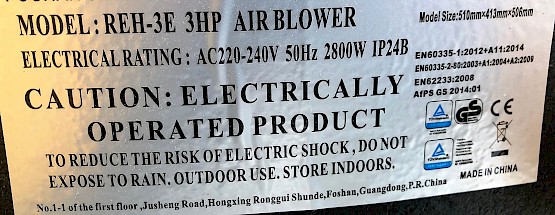 MODEL: REH-3E 3HP AIR BLOWER
Model Size:510mm×413mm×506mm
ELECTRICAL RATING: AC220-240V 50Hz 2800W IP24B
EN60335-1:2012+A11:2014
EN60335-2-80:2003+A1:2004+A2:2009
EN62233:2008
AfPS GS 2014:01
CAUTION: ELECTRICALLY
OPERATED PRODUCT
TO REDUCE THE RISK OF ELECTRIC SHOCK , DO NOT
EXPOSE TO RAIN. OUTDOOR USE. STORE INDOORS.
GS CE
MADE IN CHINA
No.1-1 of the first floor ,Jusheng Road,Hongxing Ronggui Shunde,Foshan,Guangdong,P.R.China